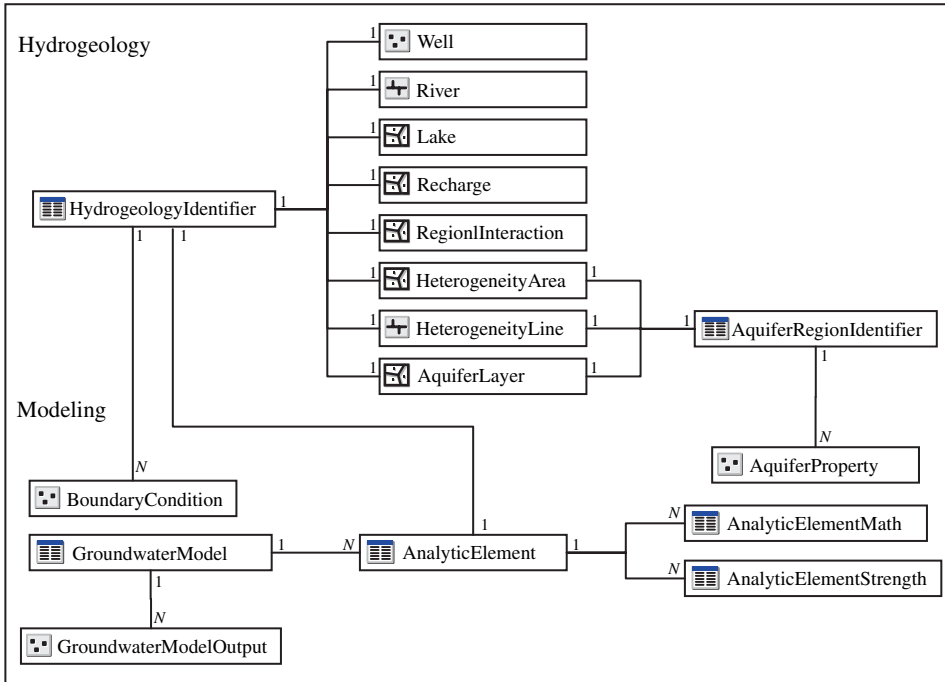 Hydrogeology
1 Well
1 River
1 Lake
1 Recharge
HydrogeologyIdentifier 1
1 RegionlInteraction
1 1
1 HeterogeneityArea 1
1 HeterogeneityLine 1
1 AquiferRegionIdentifier
1 AquiferLayer 1
1
Modeling
N
AquiferProperty
N
BoundaryCondition
1
N AnalyticElementMath
GroundwaterModel 1
N AnalyticElement 1
N AnalyticElementStrength
1
N
GroundwaterModelOutput